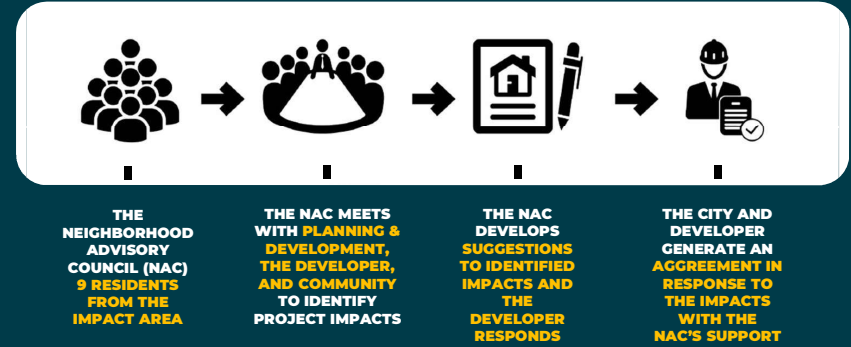 THE
NEIGHBORHOOD
ADVISORY
COUNCIL (NAC)
9 RESIDENTS
FROM THE
IMPACT AREA
THE NAC MEETS
WITH PLANNING &
DEVELOPMENT,
THE DEVELOPER,
AND COMMUNITY
TO IDENTIFY
PROJECT IMPACTS
THE NAC
DEVELOPS
SUGGESTIONS
TO IDENTIFIED
IMPACTS AND
THE
DEVELOPER
RESPONDS
THE CITY AND
DEVELOPER
GENERATE AN
AGGREEMENT IN
RESPONSE TO
THE IMPACTS
WITH THE
NAC'S SUPPORT